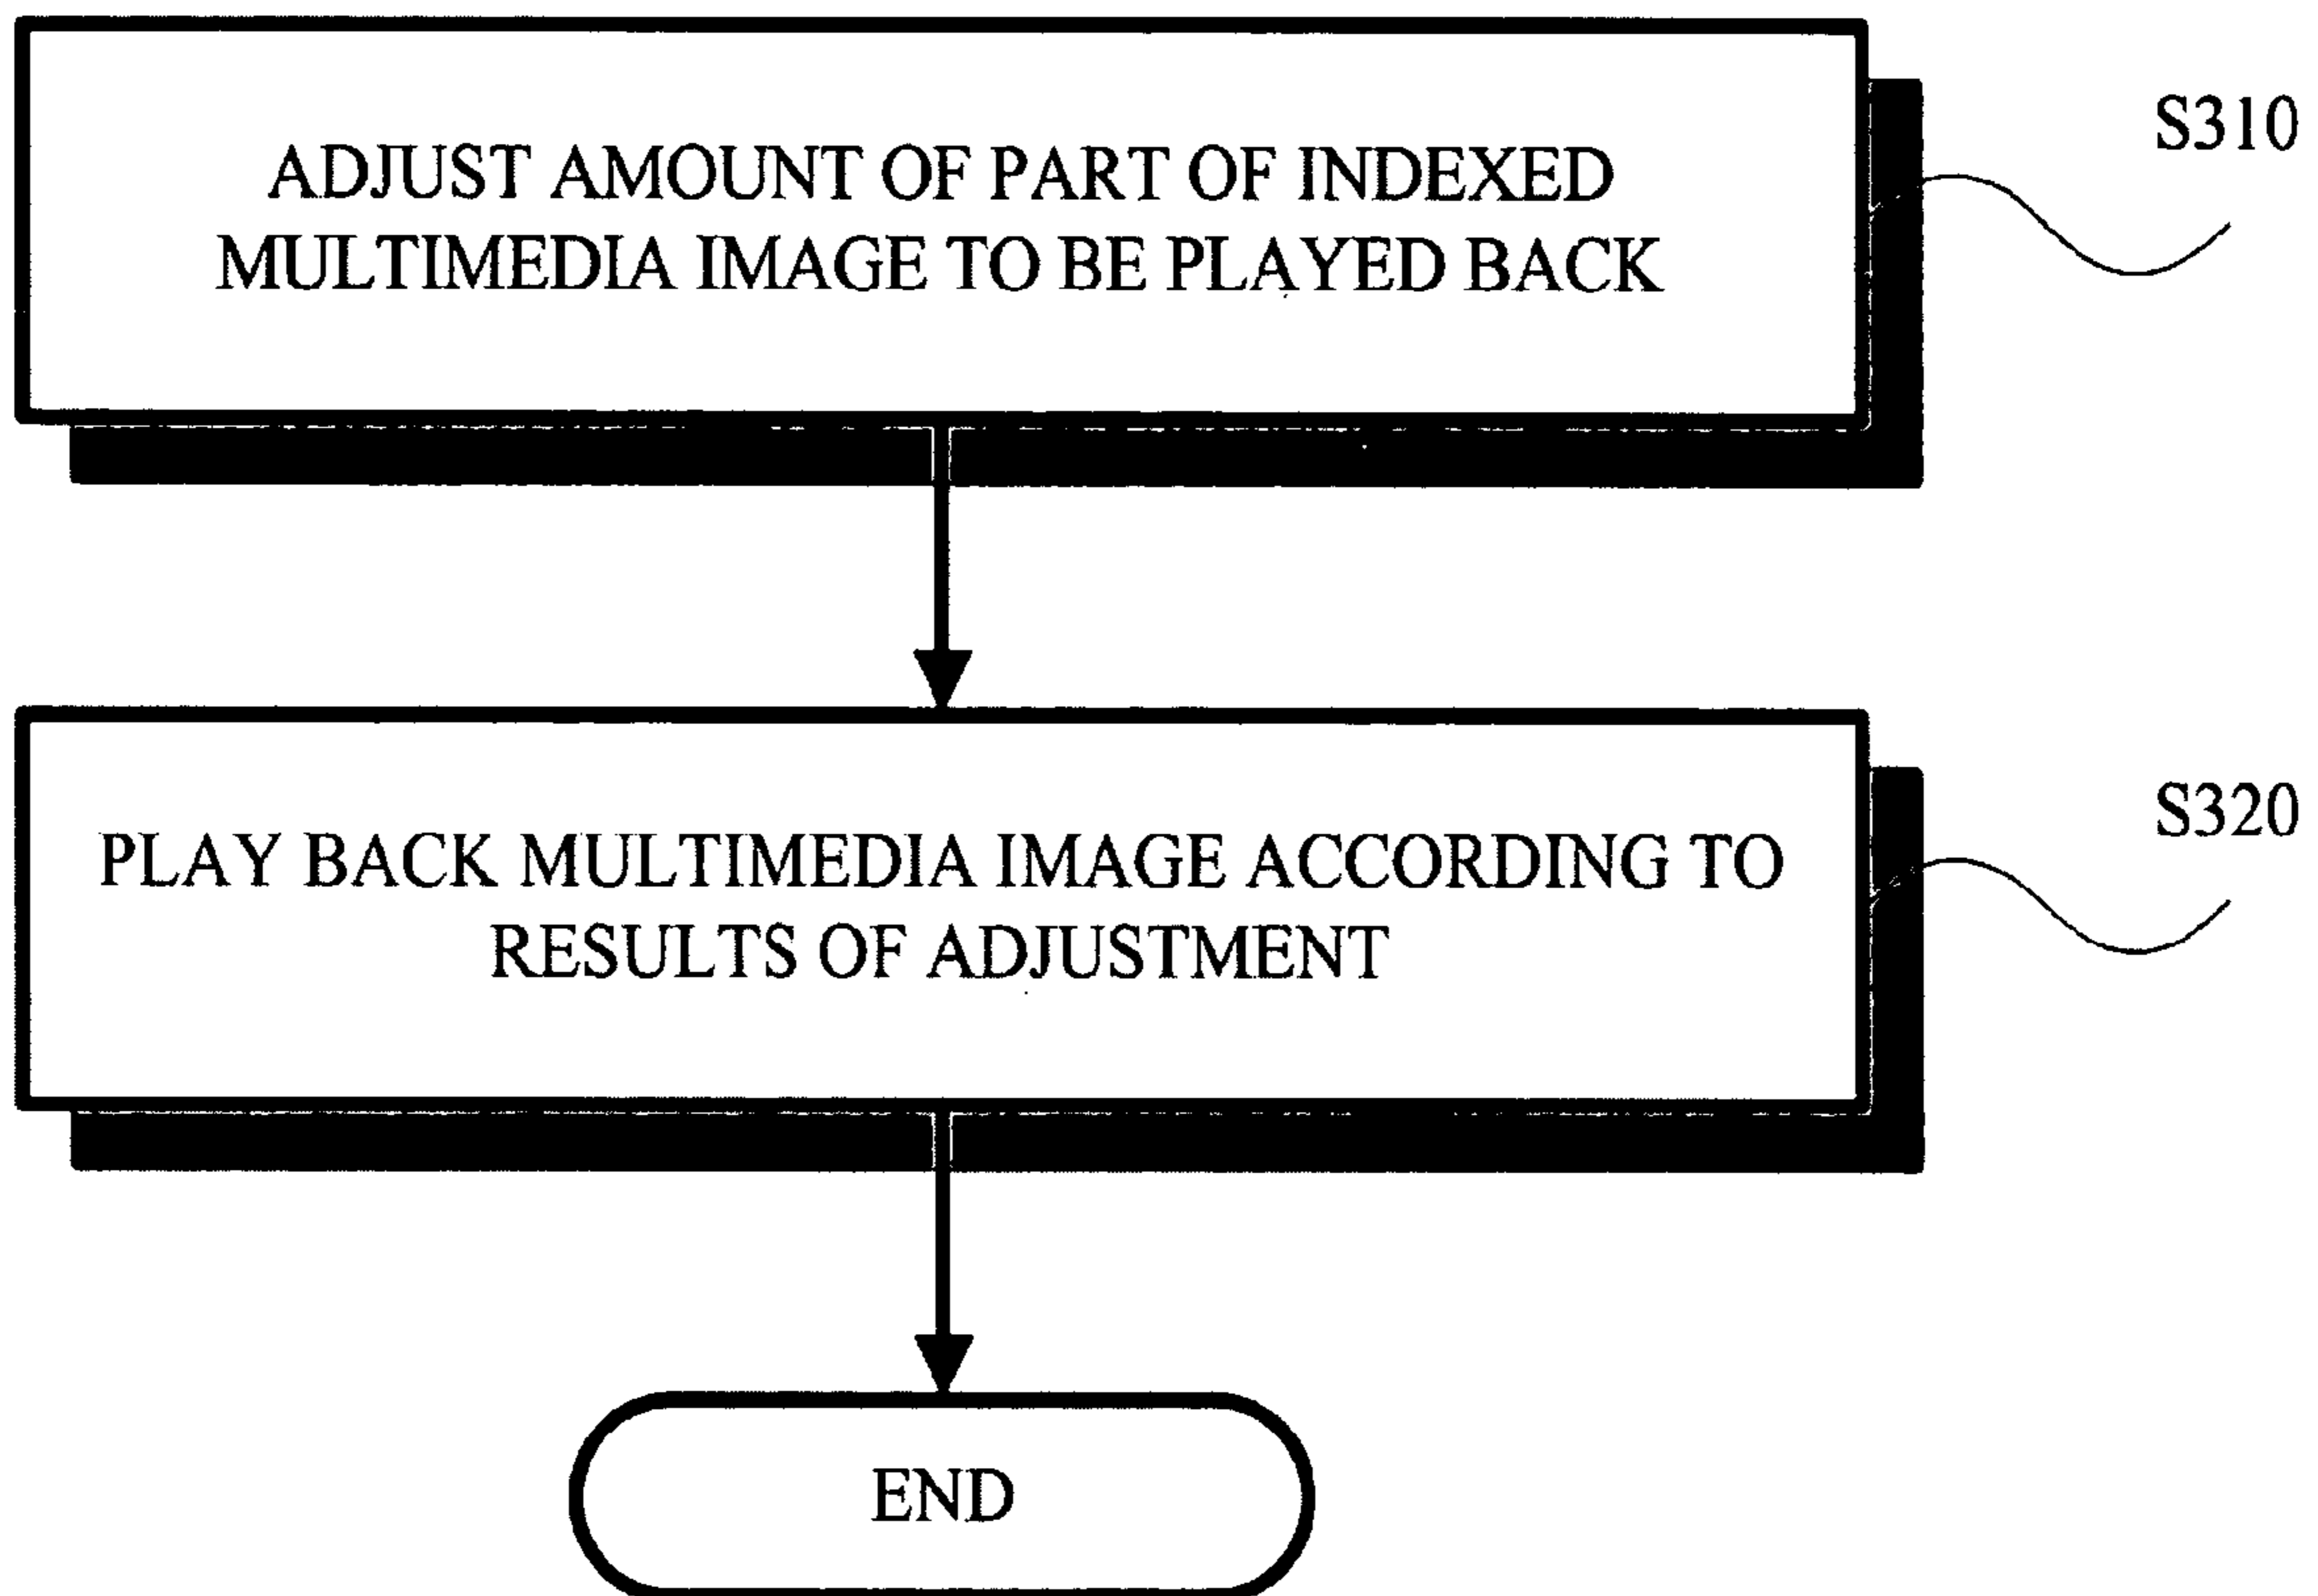 S310
ADJUST AMOUNT OF PART OF INDEXED
MULTIMEDIA IMAGE TO BE PLAYED BACK
S320
PLAY BACK MULTIMEDIA IMAGE ACCORDING TO
RESULTS OF ADJUSTMENT
END